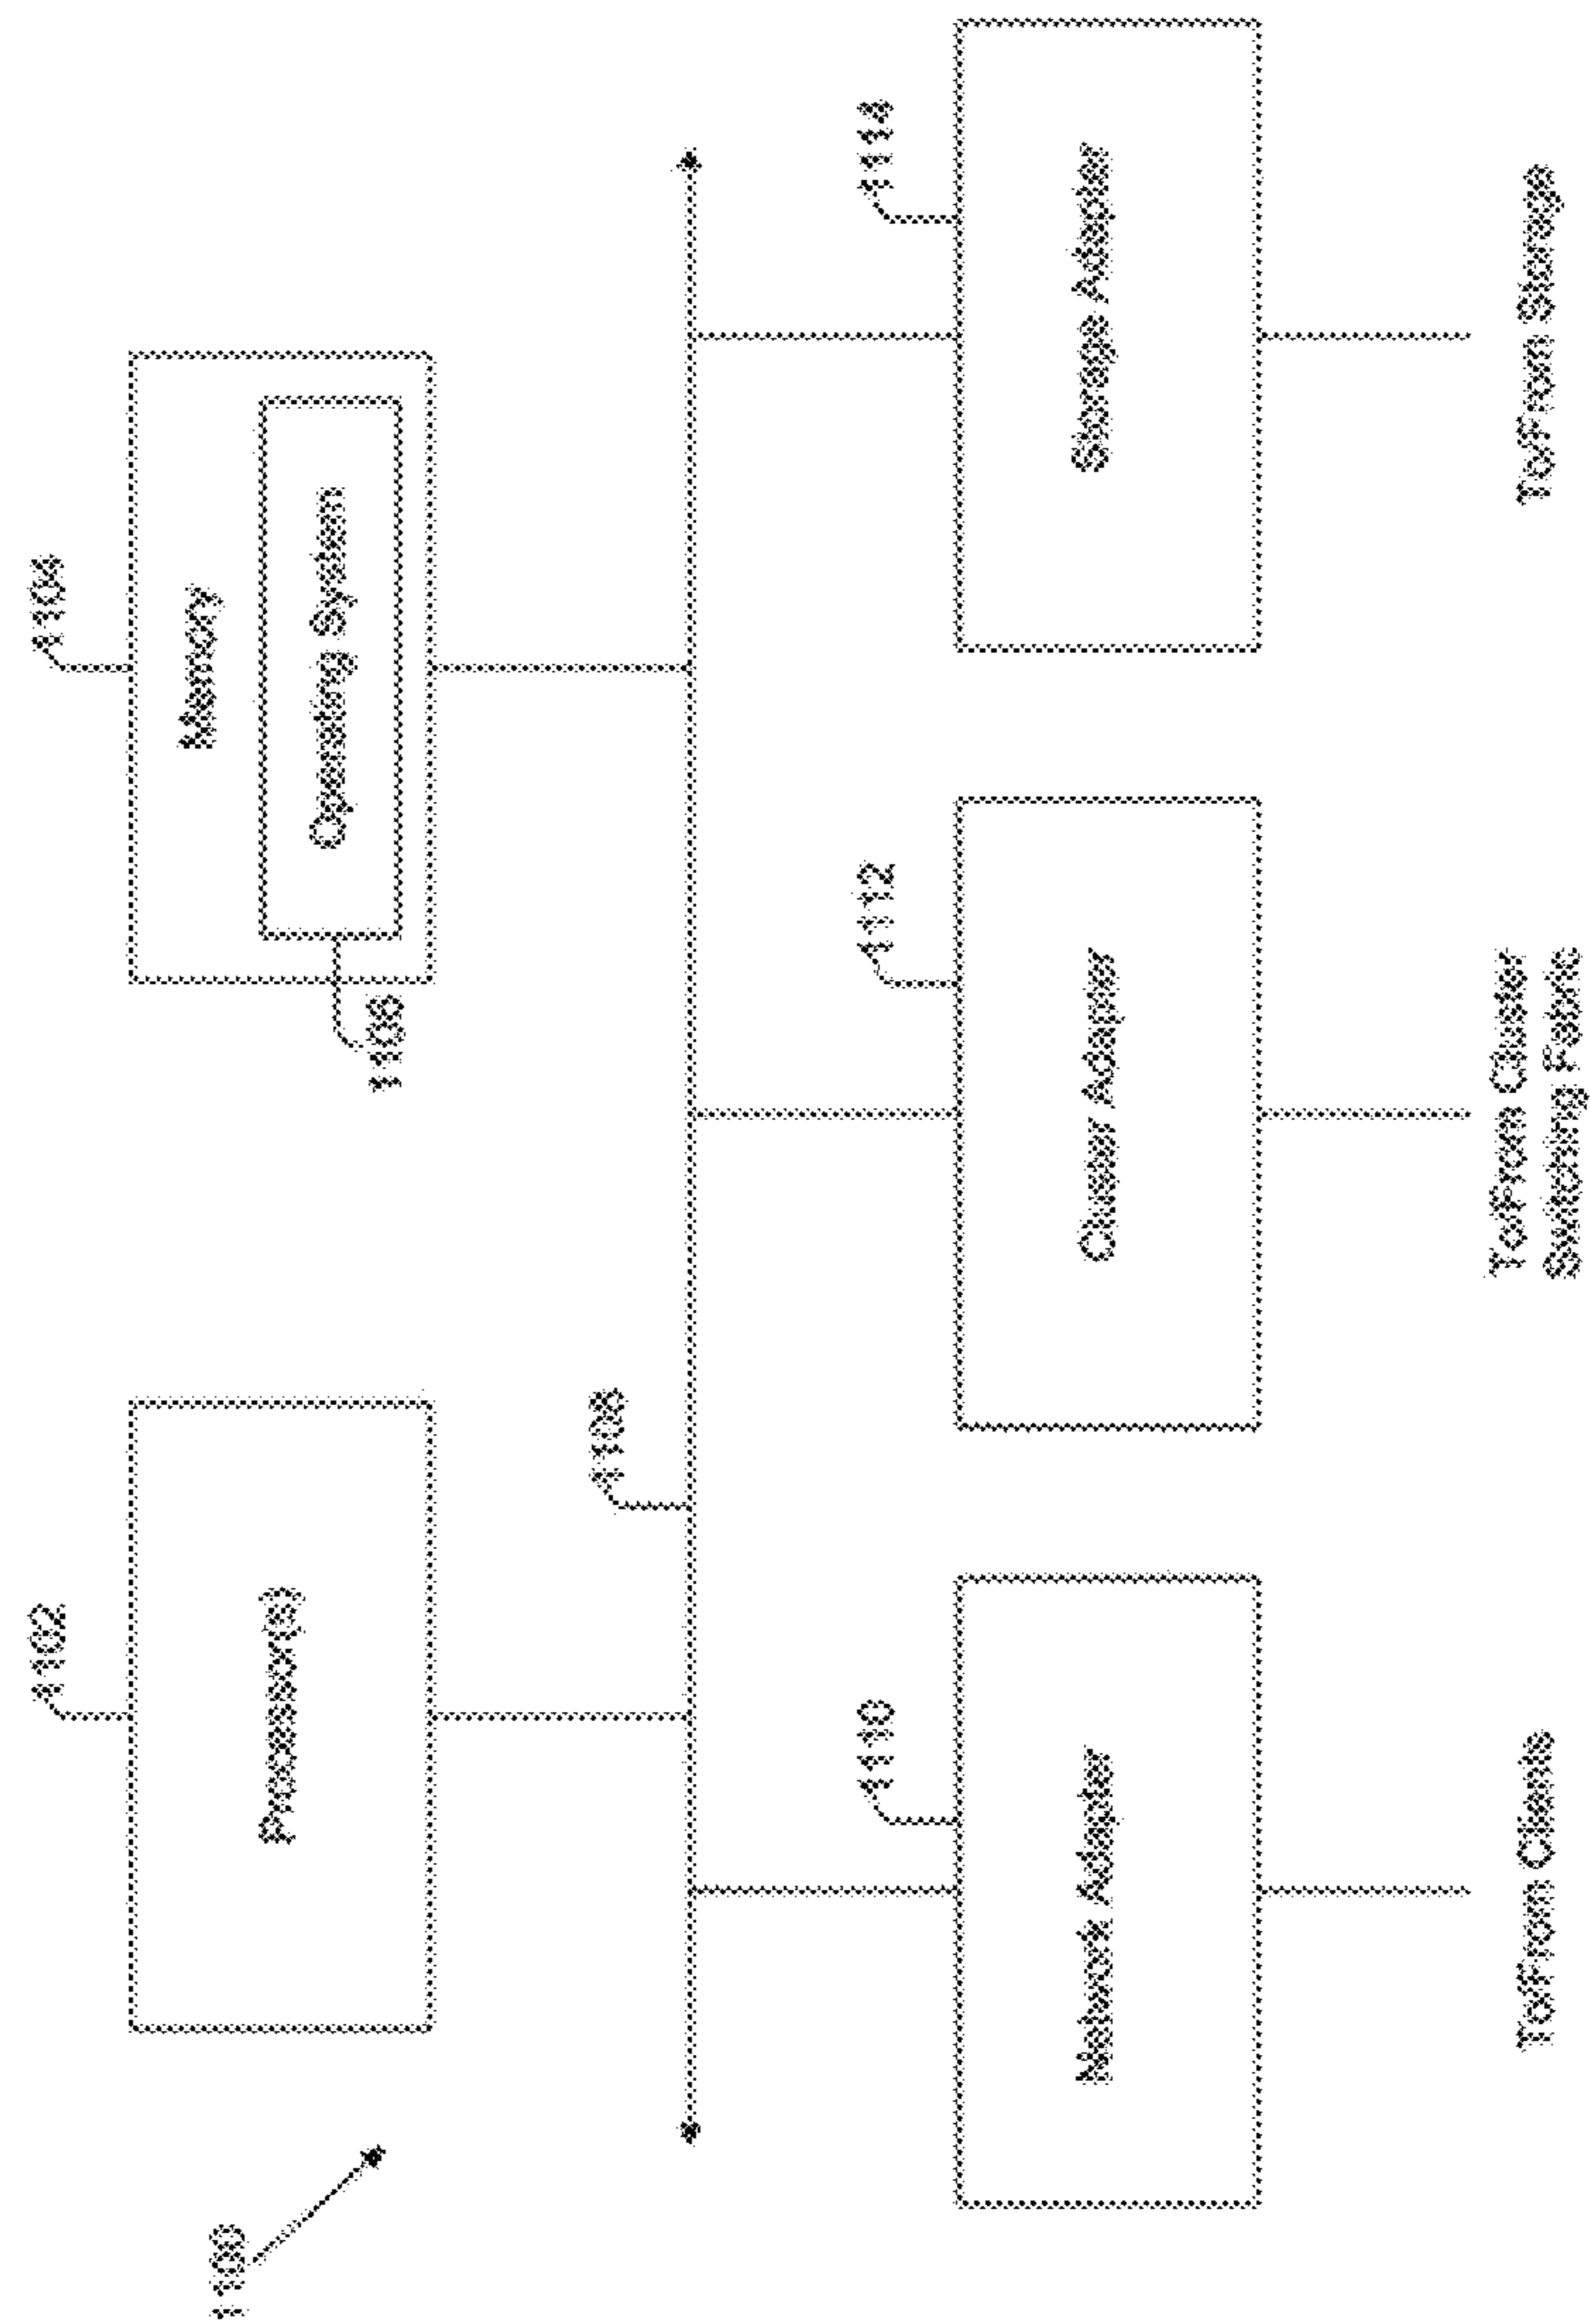 1100
1102
Processor(s)
1104
Memory
Operating System
1106
1108
1110
Network Adapter
1112
Cluster Adapter
1114
Storage Adapter
To/From Clients
To/From Cluster
Switching Fabric
To/From Storage